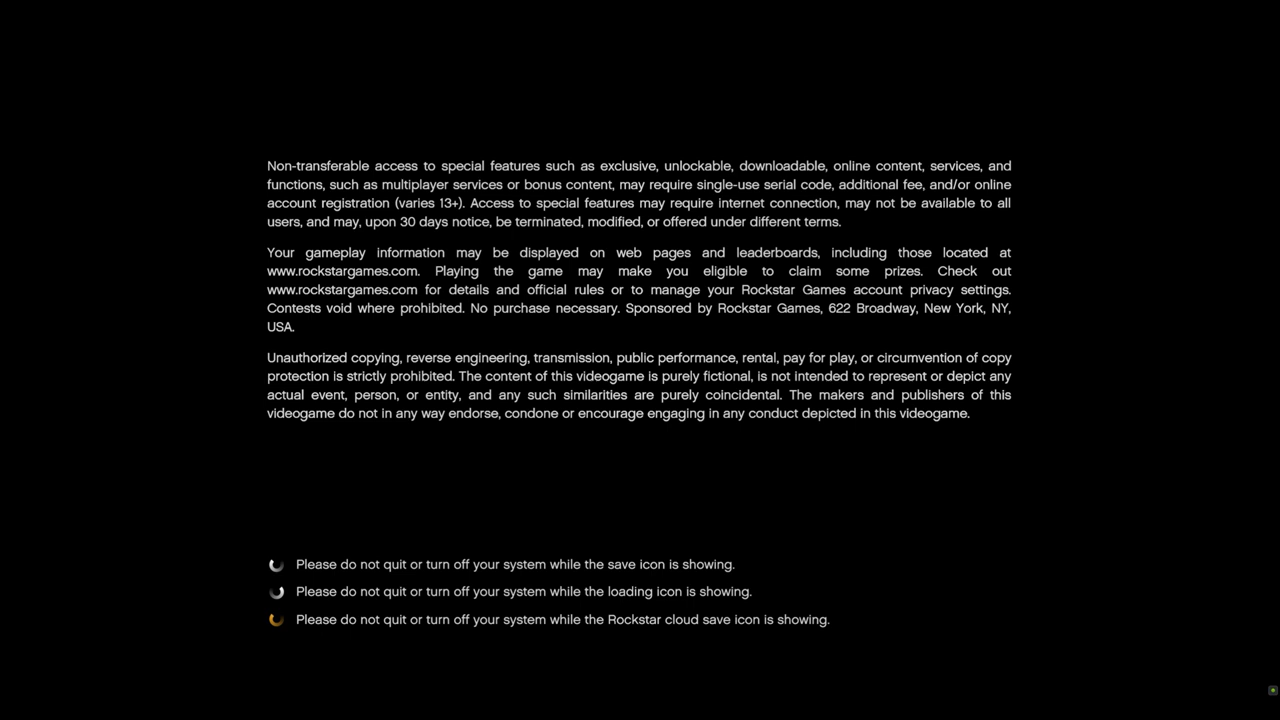 Non-transferable access to special features such as exclusive, unlockable, downloadable, online content, services, and
functions, such as multiplayer services or bonus content, may require single-use serial code, additional fee, and/or online
account registration (varies 13+). Access to special features may require internet connection, may not be available to all
users, and may, upon 30 days notice, be terminated, modified, or offered under different terms.
Your gameplay information may be displayed on web pages and leaderboards, including those located at
www.rockstargames.com. Playing the game may make you eligible to claim some prizes. Check out
www.rockstargames.com for details and official rules or to manage your Rockstar Games account privacy settings.
Contests void where prohibited. No purchase necessary. Sponsored by Rockstar Games, 622 Broadway, New York, NY,
USA.
Unauthorized copying, reverse engineering, transmission, public performance, rental, pay for play, or circumvention of copy
protection is strictly prohibited. The content of this videogame is purely fictional, is not intended to represent or depict any
actual event, person, or entity, and any such similarities are purely coincidental. The makers and publishers of this
videogame do not in any way endorse, condone or encourage engaging in any conduct depicted in this videogame.
Please do not quit or turn off your system while the save icon is showing.
Please do not quit or turn off your system while the loading icon is showing.
Please do not quit or turn off your system while the Rockstar cloud save icon is showing.